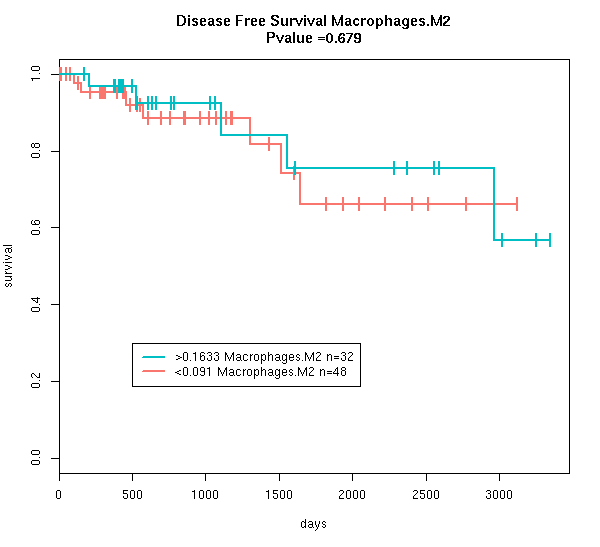 Disease Free Survival Macrophages.M2
Pvalue =0.679
survival
1.0
0.8
0.6
0.4
0.2
0.0
>0.1633 Macrophages.M2 n=32
<0.091 Macrophages.M2 n=48
0 500 1000 1500 2000 2500 3000
days